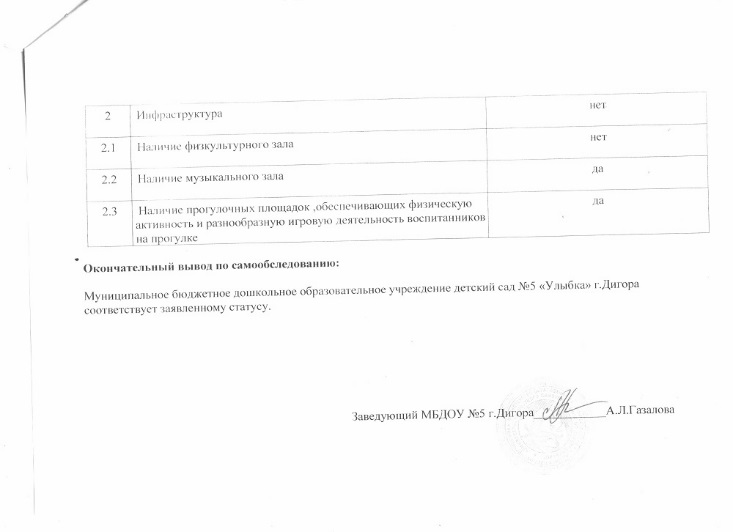 2 Инфраструктура нет
2.1 Наличие физкультурного зала нет
2.2 Наличие музыкального зала да
2.3 Наличие прогулочных площадок ,обеспечивающих физическую да
активность и разнообразную игровую деятельность воспитанников
на прогулке
Окончательный вывод по самообследованию:
Муниципальное бюджетное дошкольное образовательное учреждение детский сад №5 «Улыбка» г.Дигора
соответствует заявленному статусу.
Заведующий МБДОУ №5 г.Дигора____________А.Л.Газалова